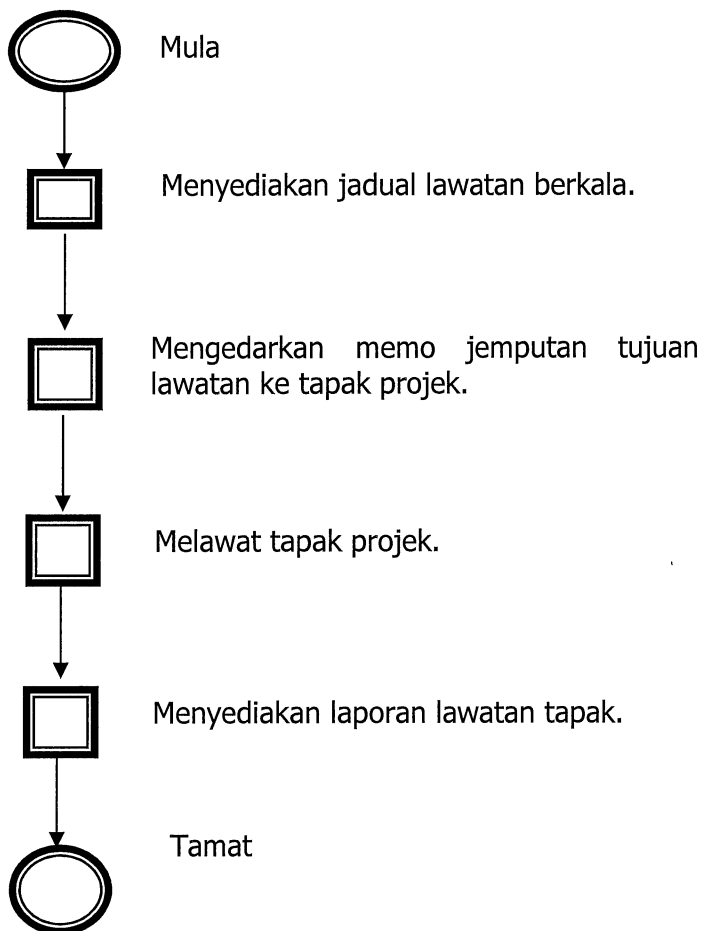 Mula
Menyediakan jadual lawatan berkala.
Mengedarkan memo jemputan tujuan
lawatan ke tapak projek.
Melawat tapak projek.
Menyediakan laporan lawatan tapak.
Tamat